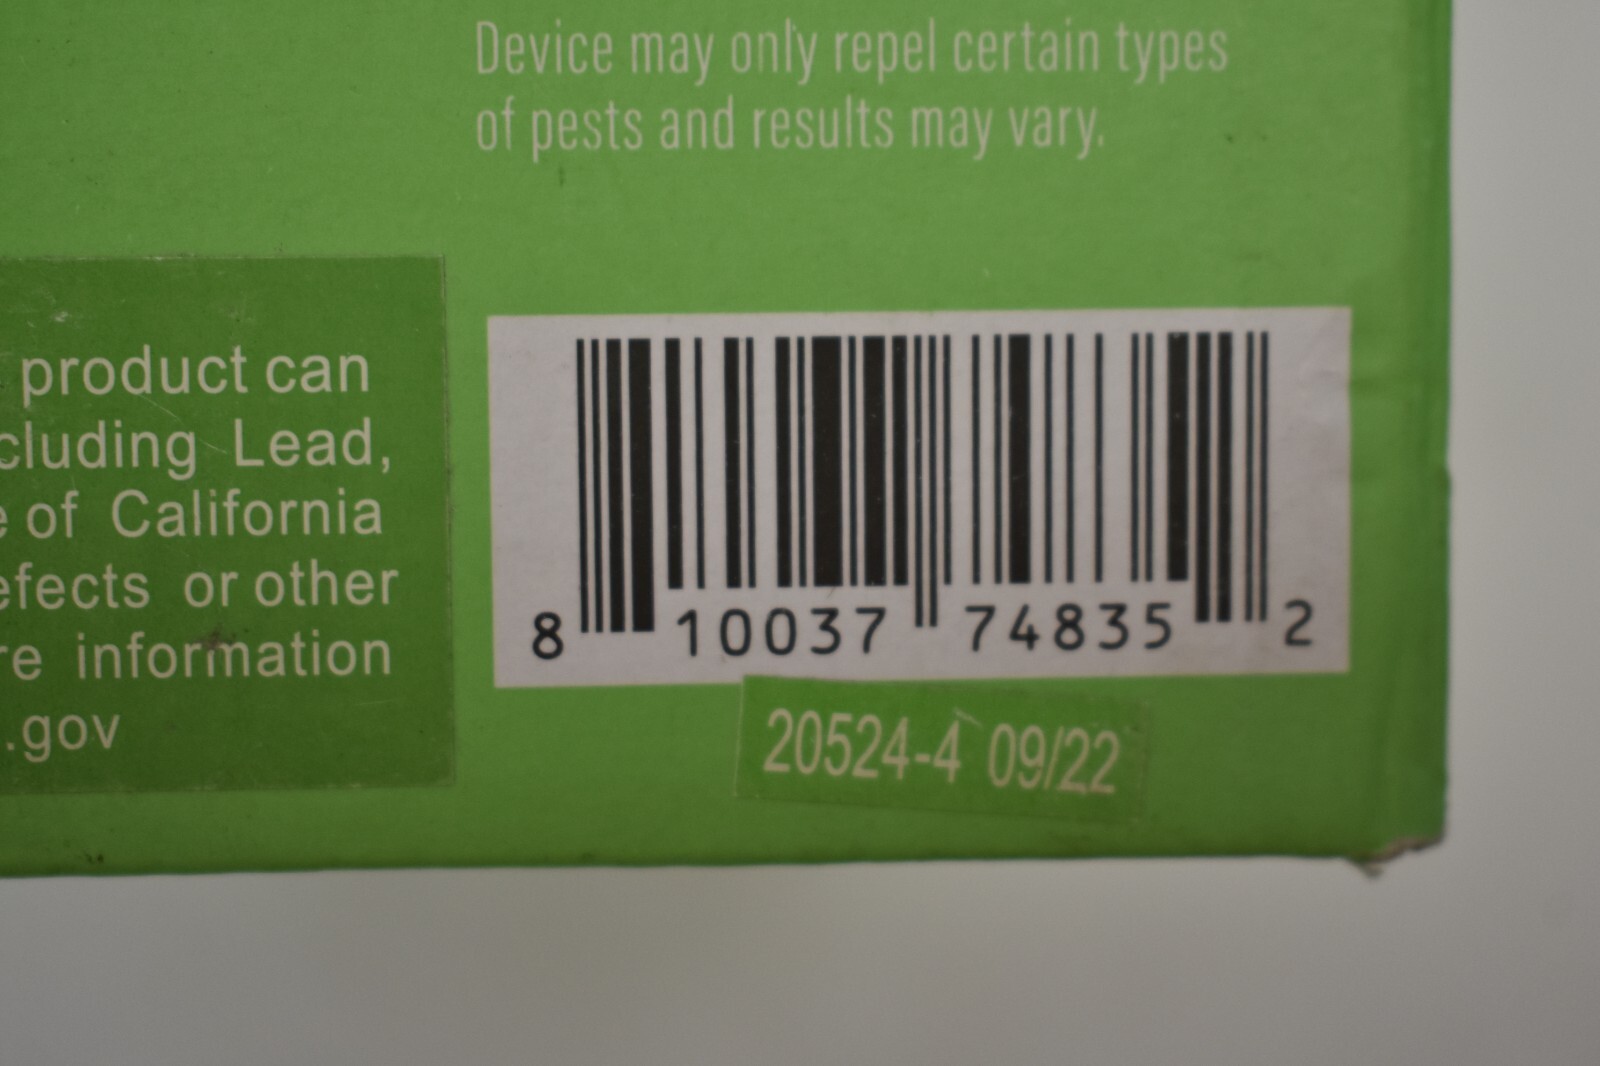 Device may only repel certain types
of pests and results may vary.
product can
cluding Lead,
e of California
efects or other
re information
.gov
8 10037 74835 2
20524-4 09/22